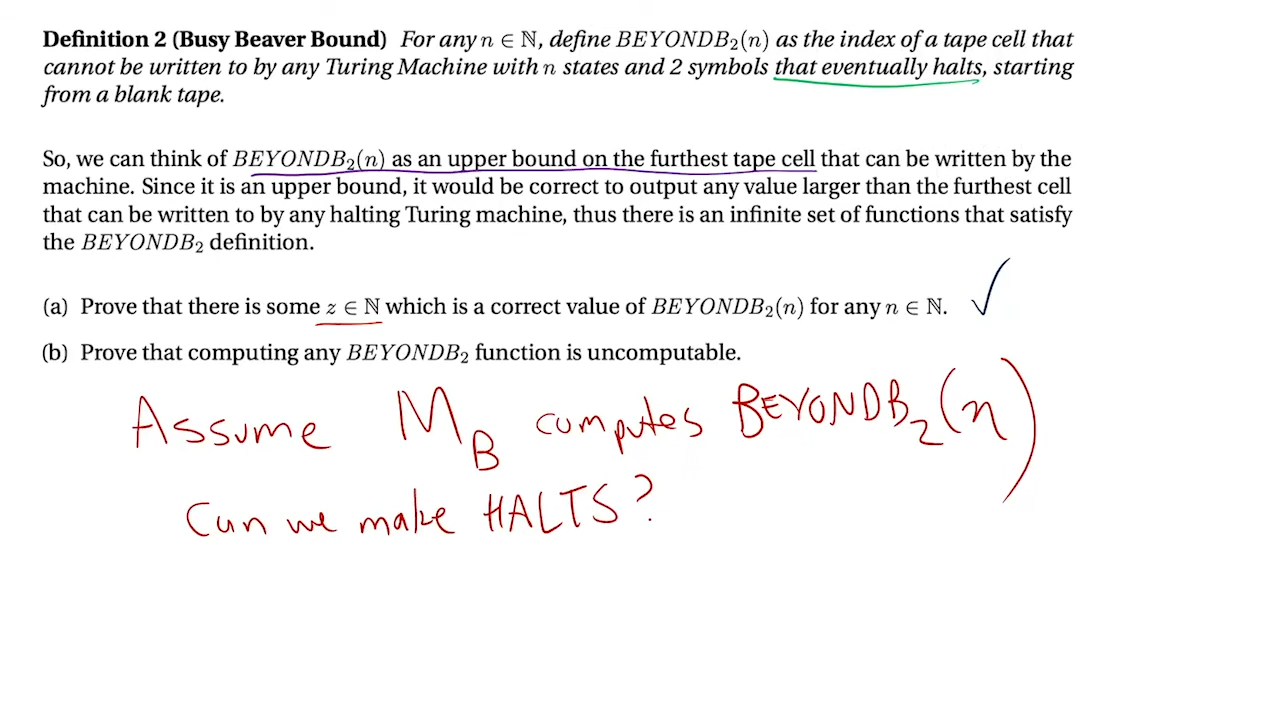 Definition 2 (Busy Beaver Bound) For any n ∈ ℕ, define BEYONDB₂(n) as the index of a tape cell that
cannot be written to by any Turing Machine with n states and 2 symbols that eventually halts, starting
from a blank tape.
So, we can think of BEYONDB₂(n) as an upper bound on the furthest tape cell that can be written by the
machine. Since it is an upper bound, it would be correct to output any value larger than the furthest cell
that can be written to by any halting Turing machine, thus there is an infinite set of functions that satisfy
the BEYONDB₂ definition.
(a) Prove that there is some z ∈ ℕ which is a correct value of BEYONDB₂(n) for any n ∈ ℕ. ✓
(b) Prove that computing any BEYONDB₂ function is uncomputable.
Assume M_B computes BEYONDB₂(n)
Can we make HALTS?